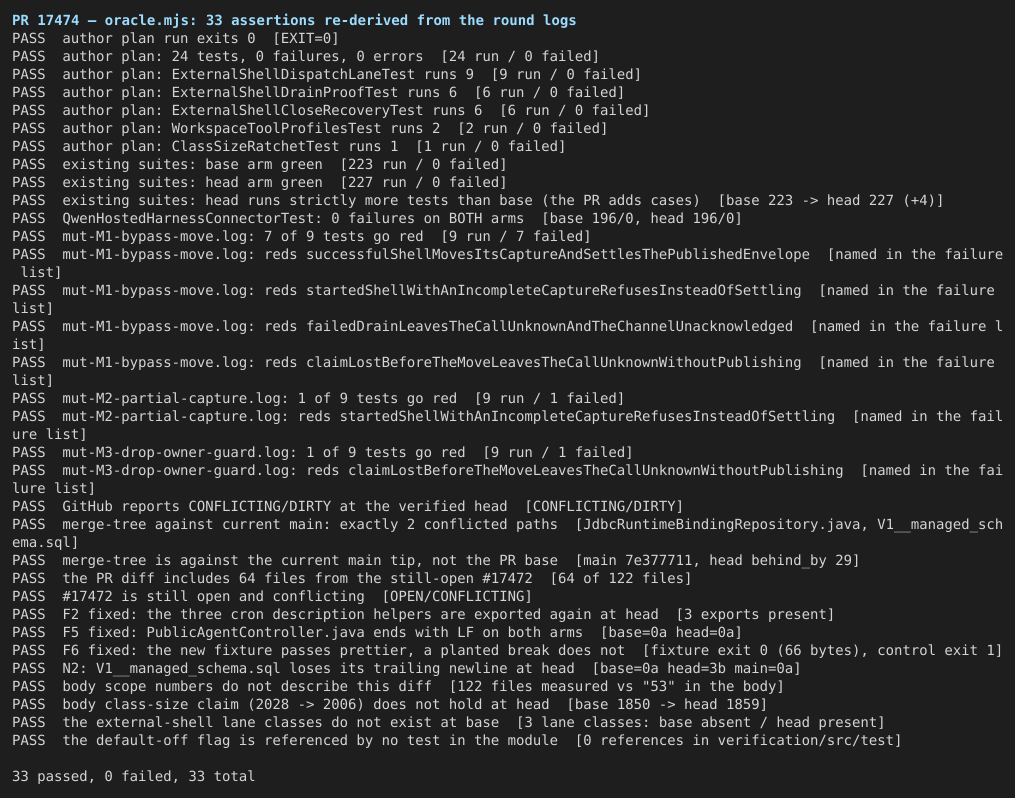 PR 17474 — oracle.mjs: 33 assertions re-derived from the round logs
PASS  author plan run exits 0  [EXIT=0]
PASS  author plan: 24 tests, 0 failures, 0 errors  [24 run / 0 failed]
PASS  author plan: ExternalShellDispatchLaneTest runs 9  [9 run / 0 failed]
PASS  author plan: ExternalShellDrainProofTest runs 6  [6 run / 0 failed]
PASS  author plan: ExternalShellCloseRecoveryTest runs 6  [6 run / 0 failed]
PASS  author plan: WorkspaceToolProfilesTest runs 2  [2 run / 0 failed]
PASS  author plan: ClassSizeRatchetTest runs 1  [1 run / 0 failed]
PASS  existing suites: base arm green  [223 run / 0 failed]
PASS  existing suites: head arm green  [227 run / 0 failed]
PASS  existing suites: head runs strictly more tests than base (the PR adds cases)  [base 223 -> head 227 (+4)]
PASS  QwenHostedHarnessConnectorTest: 0 failures on BOTH arms  [base 196/0, head 196/0]
PASS  mut-M1-bypass-move.log: 7 of 9 tests go red  [9 run / 7 failed]
PASS  mut-M1-bypass-move.log: reds successfulShellMovesItsCaptureAndSettlesThePublishedEnvelope  [named in the failure
 list]
PASS  mut-M1-bypass-move.log: reds startedShellWithAnIncompleteCaptureRefusesInsteadOfSettling  [named in the failure
list]
PASS  mut-M1-bypass-move.log: reds failedDrainLeavesTheCallUnknownAndTheChannelUnacknowledged  [named in the failure l
ist]
PASS  mut-M1-bypass-move.log: reds claimLostBeforeTheMoveLeavesTheCallUnknownWithoutPublishing  [named in the failure
list]
PASS  mut-M2-partial-capture.log: 1 of 9 tests go red  [9 run / 1 failed]
PASS  mut-M2-partial-capture.log: reds startedShellWithAnIncompleteCaptureRefusesInsteadOfSettling  [named in the fail
ure list]
PASS  mut-M3-drop-owner-guard.log: 1 of 9 tests go red  [9 run / 1 failed]
PASS  mut-M3-drop-owner-guard.log: reds claimLostBeforeTheMoveLeavesTheCallUnknownWithoutPublishing  [named in the fai
lure list]
PASS  GitHub reports CONFLICTING/DIRTY at the verified head  [CONFLICTING/DIRTY]
PASS  merge-tree against current main: exactly 2 conflicted paths  [JdbcRuntimeBindingRepository.java, V1__managed_sch
ema.sql]
PASS  merge-tree is against the current main tip, not the PR base  [main 7e377711, head behind_by 29]
PASS  the PR diff includes 64 files from the still-open #17472  [64 of 122 files]
PASS  #17472 is still open and conflicting  [OPEN/CONFLICTING]
PASS  F2 fixed: the three cron description helpers are exported again at head  [3 exports present]
PASS  F5 fixed: PublicAgentController.java ends with LF on both arms  [base=0a head=0a]
PASS  F6 fixed: the new fixture passes prettier, a planted break does not  [fixture exit 0 (66 bytes), control exit 1]
PASS  N2: V1__managed_schema.sql loses its trailing newline at head  [base=0a head=3b main=0a]
PASS  body scope numbers do not describe this diff  [122 files measured vs "53" in the body]
PASS  body class-size claim (2028 -> 2006) does not hold at head  [base 1850 -> head 1859]
PASS  the external-shell lane classes do not exist at base  [3 lane classes: base absent / head present]
PASS  the default-off flag is referenced by no test in the module  [0 references in verification/src/test]
33 passed, 0 failed, 33 total